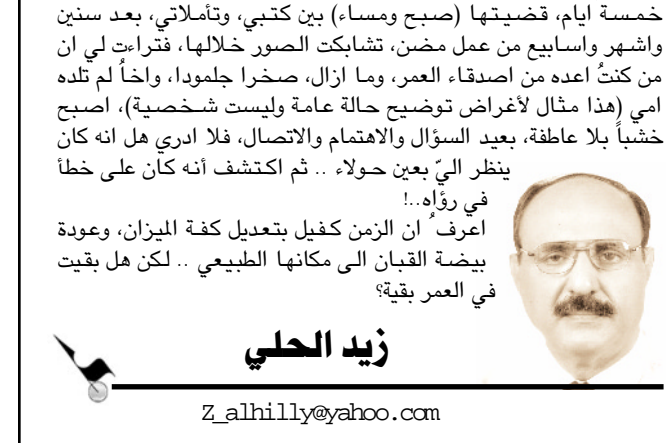 خمسة ايام، قضيتها (صبح ومساء) بين كتبي، وتأملاتي، بعد سنين
واشهر واسابيع من عمل مضن، تشابكت الصور خلالها، فتراءت لي ان
من كنتُ اعده من اصدقاء العمر، وما ازال، صخرا جلمودا، واخاُ لم تلده
امي (هذا مثال لأغراض توضيح حالة عامة وليست شخصية)، اصبح
خشباً بلا عاطفة، بعيد السؤال والاهتمام والاتصال، فلا ادري هل انه كان
ينظر اليّ بعين حولاء .. ثم اكتشف أنه كان على خطأ
في رؤاه..!
اعرف ُ ان الزمن كفيل بتعديل كفة الميزان، وعودة
بيضة القبان الى مكانها الطبيعي .. لكن هل بقيت
في العمر بقية؟
زيد الحلي
Z_alhilly@yahoo.com